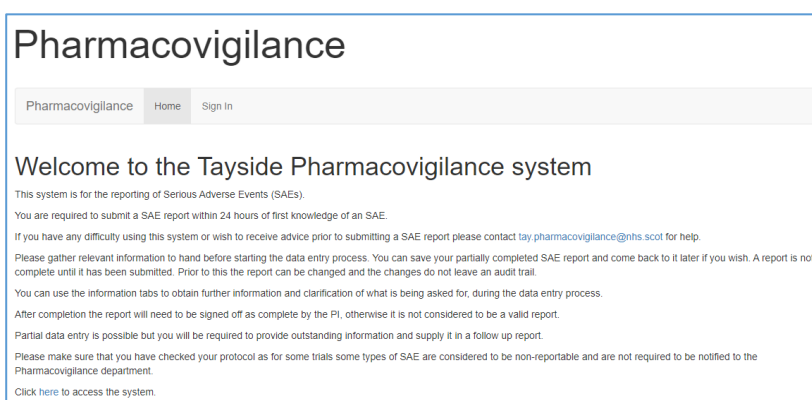 Pharmacovigilance
Pharmacovigilance Home Sign In
Welcome to the Tayside Pharmacovigilance system
This system is for the reporting of Serious Adverse Events (SAEs).
You are required to submit a SAE report within 24 hours of first knowledge of an SAE.
If you have any difficulty using this system or wish to receive advice prior to submitting a SAE report please contact tay.pharmacovigilance@nhs.scot for help.
Please gather relevant information to hand before starting the data entry process. You can save your partially completed SAE report and come back to it later if you wish. A report is not
complete until it has been submitted. Prior to this the report can be changed and the changes do not leave an audit trail.
You can use the information tabs to obtain further information and clarification of what is being asked for, during the data entry process.
After completion the report will need to be signed off as complete by the PI, otherwise it is not considered to be a valid report.
Partial data entry is possible but you will be required to provide outstanding information and supply it in a follow up report.
Please make sure that you have checked your protocol as for some trials some types of SAE are considered to be non-reportable and are not required to be notified to the
Pharmacovigilance department.
Click here to access the system.